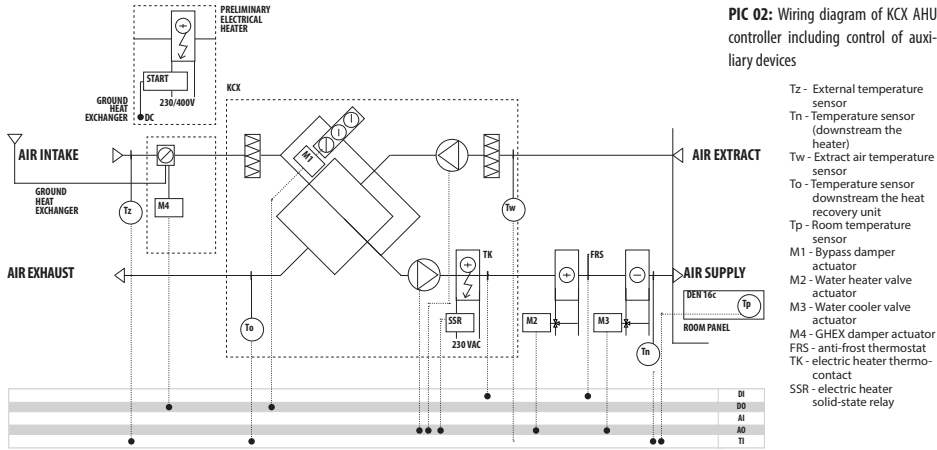 PRELIMINARY
ELECTRICAL
HEATER
START
230/400V
GROUND
HEAT
EXCHANGER
DC
KCX
AIR INTAKE
M1
AIR EXTRACT
GROUND
HEAT
EXCHANGER
Tz
M4
Tw
AIR EXHAUST
TK
FRS
AIR SUPPLY
DEN 16c
Tp
ROOM PANEL
To
SSR
230 VAC
M2
M3
Tn
DI
DO
AI
AO
TI
PIC 02: Wiring diagram of KCX AHU
controller including control of auxi-
liary devices
Tz - External temperature
sensor
Tn - Temperature sensor
(downstream the
heater)
Tw - Extract air temperature
sensor
To - Temperature sensor
downstream the heat
recovery unit
Tp - Room temperature
sensor
M1 - Bypass damper
actuator
M2 - Water heater valve
actuator
M3 - Water cooler valve
actuator
M4 - GHEX damper actuator
FRS - anti-frost thermostat
TK - electric heater thermo-
contact
SSR - electric heater
solid-state relay